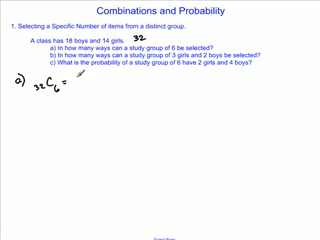 Combinations and Probability
1. Selecting a Specific Number of items from a distinct group.
A class has 18 boys and 14 girls. 32
a) In how many ways can a study group of 6 be selected?
b) In how many ways can a study group of 3 girls and 2 boys be selected?
c) What is the probability of a study group of 6 have 2 girls and 4 boys?
a) 32C6 =